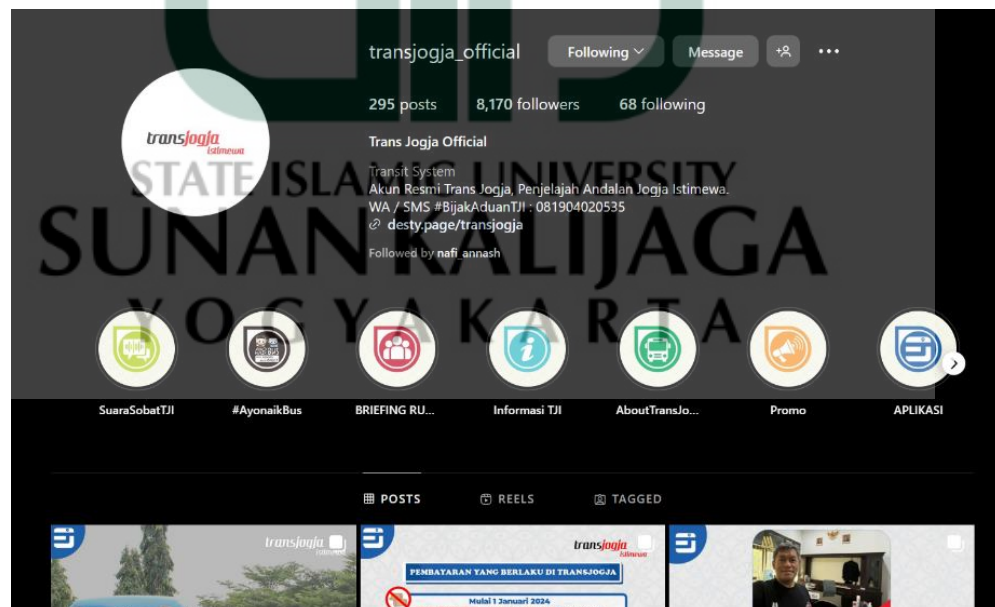 transjogja_official Following Message
295 posts 8,170 followers 68 following
Trans Jogja Official
transjogja
istimewa
Transit System
Akun Resmi Trans Jogja, Penjelajah Andalan Jogja Istimewa.
WA / SMS #BijakAduanTJI : 081904020535
desty.page/transjogja
Followed by nafi_annash
STATE ISLAMIC UNIVERSITY
SUNAN KALIJAGA
YOGYAKARTA
SuaraSobatTJI #AyonaikBus BRIEFING RU... Informasi TJI AboutTransJo... Promo APLIKASI
POSTS REELS TAGGED
transjogja
istimewa
transjogja
istimewa
PEMBAYARAN YANG BERLAKU DI TRANSJOGJA
Mulai 1 Januari 2024